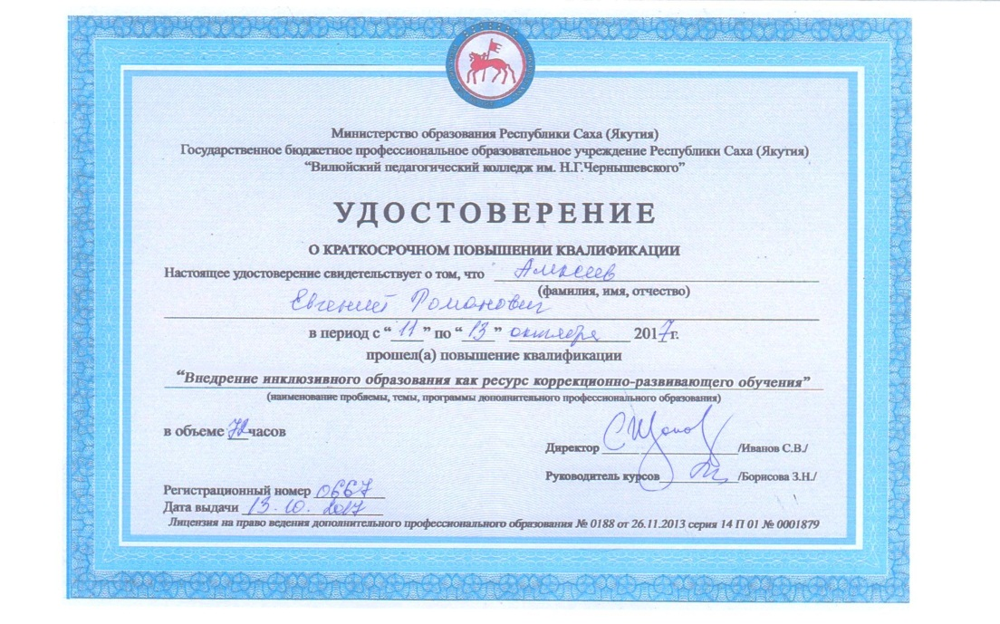 Министерство образования Республики Саха (Якутия)
Государственное бюджетное профессиональное образовательное учреждение Республики Саха (Якутия)
“Вилюйский педагогический колледж им. Н.Г.Чернышевского”
УДОСТОВЕРЕНИЕ
О КРАТКОСРОЧНОМ ПОВЫШЕНИИ КВАЛИФИКАЦИИ
Настоящее удостоверение свидетельствует о том, что Алексеев
(фамилия, имя, отчество)
Евгений Романович
в период с “11” по “13” октября 2017г.
прошел(а) повышение квалификации
“Внедрение инклюзивного образования как ресурс коррекционно-развивающего обучения”
(наименование проблемы, темы, программы дополнительного профессионального образования)
в объеме 72 часов
Директор /Иванов С.В./
Руководитель курсов /Борисова З.Н./
Регистрационный номер 0667
Дата выдачи 13.10.2017
Лицензия на право ведения дополнительного профессионального образования № 0188 от 26.11.2013 серия 14 П 01 № 0001879